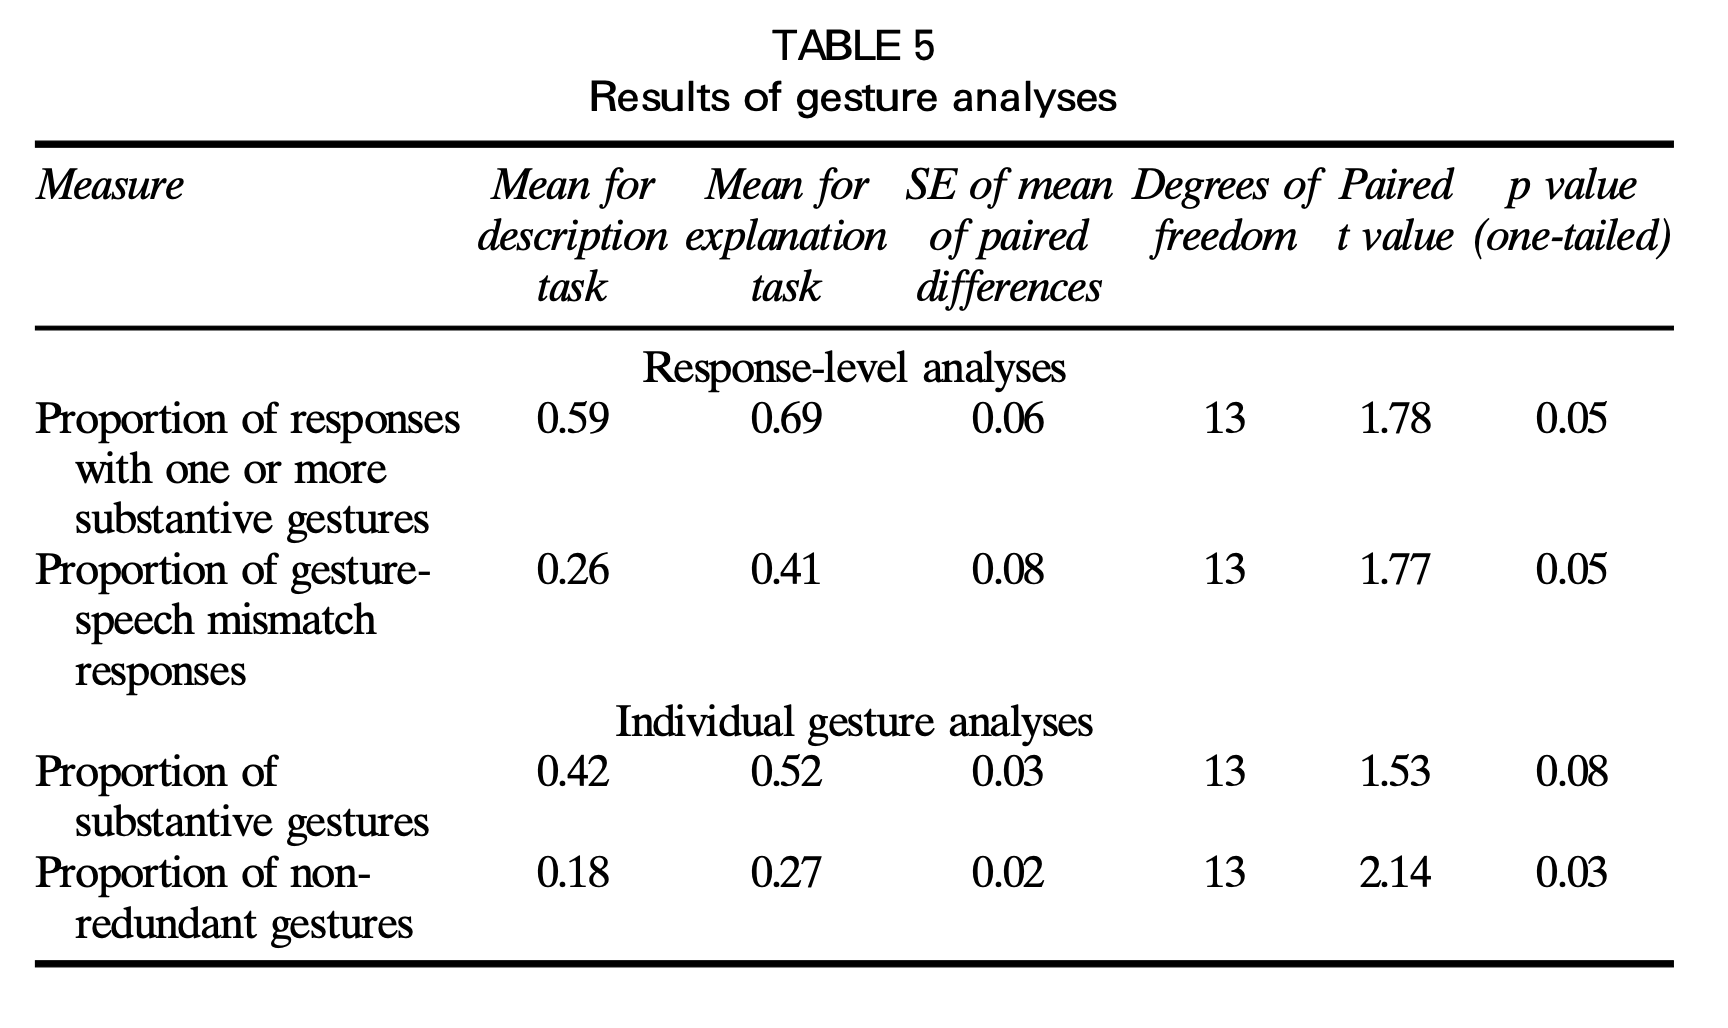 TABLE 5
Results of gesture analyses
Measure Mean for Mean for SE of mean Degrees of Paired p value
description explanation of paired freedom t value (one-tailed)
task task differences
Response-level analyses
Proportion of responses 0.59 0.69 0.06 13 1.78 0.05
with one or more
substantive gestures
Proportion of gesture- 0.26 0.41 0.08 13 1.77 0.05
speech mismatch
responses
Individual gesture analyses
Proportion of 0.42 0.52 0.03 13 1.53 0.08
substantive gestures
Proportion of non- 0.18 0.27 0.02 13 2.14 0.03
redundant gestures